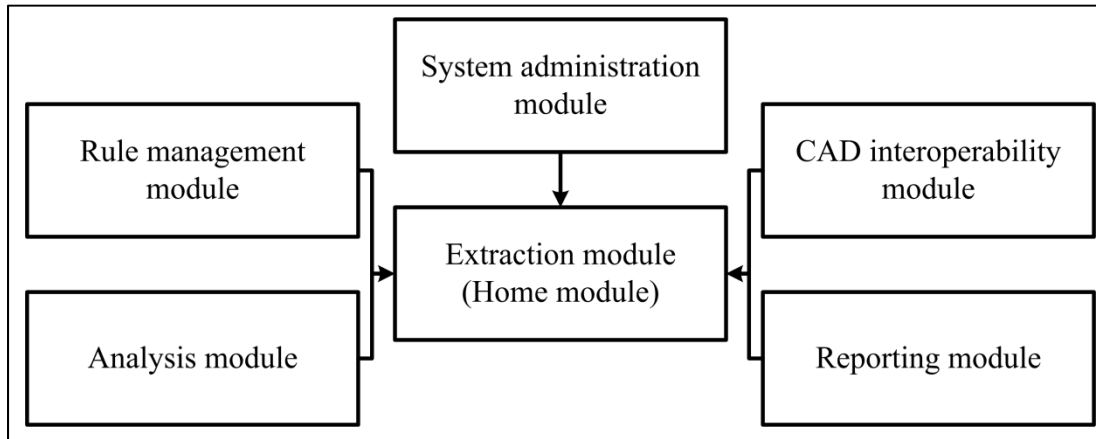 System administration
module
Rule management
module
CAD interoperability
module
Extraction module
(Home module)
Analysis module
Reporting module